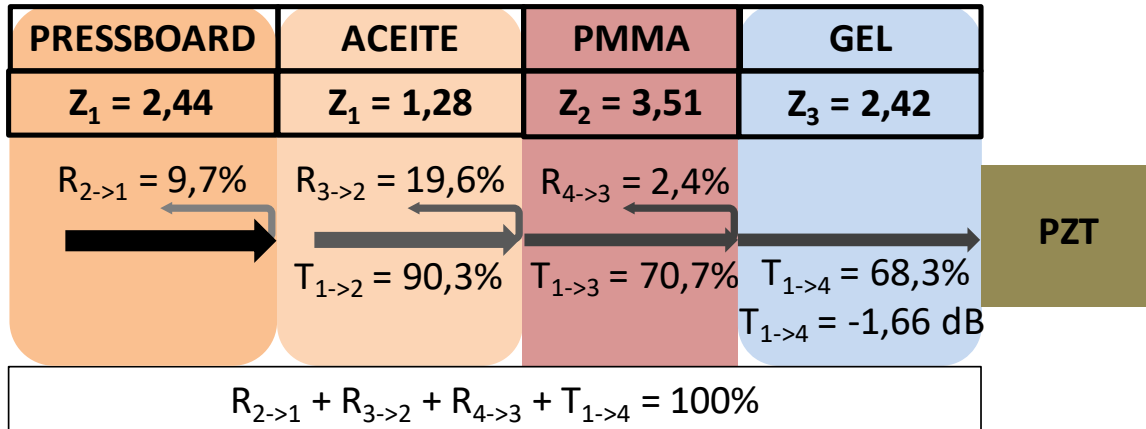 PRESSBOARD ACEITE PMMA GEL
Z₁ = 2,44 Z₁ = 1,28 Z₂ = 3,51 Z₃ = 2,42
R₂₋>₁ = 9,7% R₃₋>₂ = 19,6% R₄₋>₃ = 2,4%
PZT
T₁₋>₂ = 90,3% T₁₋>₃ = 70,7% T₁₋>₄ = 68,3%
T₁₋>₄ = -1,66 dB
R₂₋>₁ + R₃₋>₂ + R₄₋>₃ + T₁₋>₄ = 100%